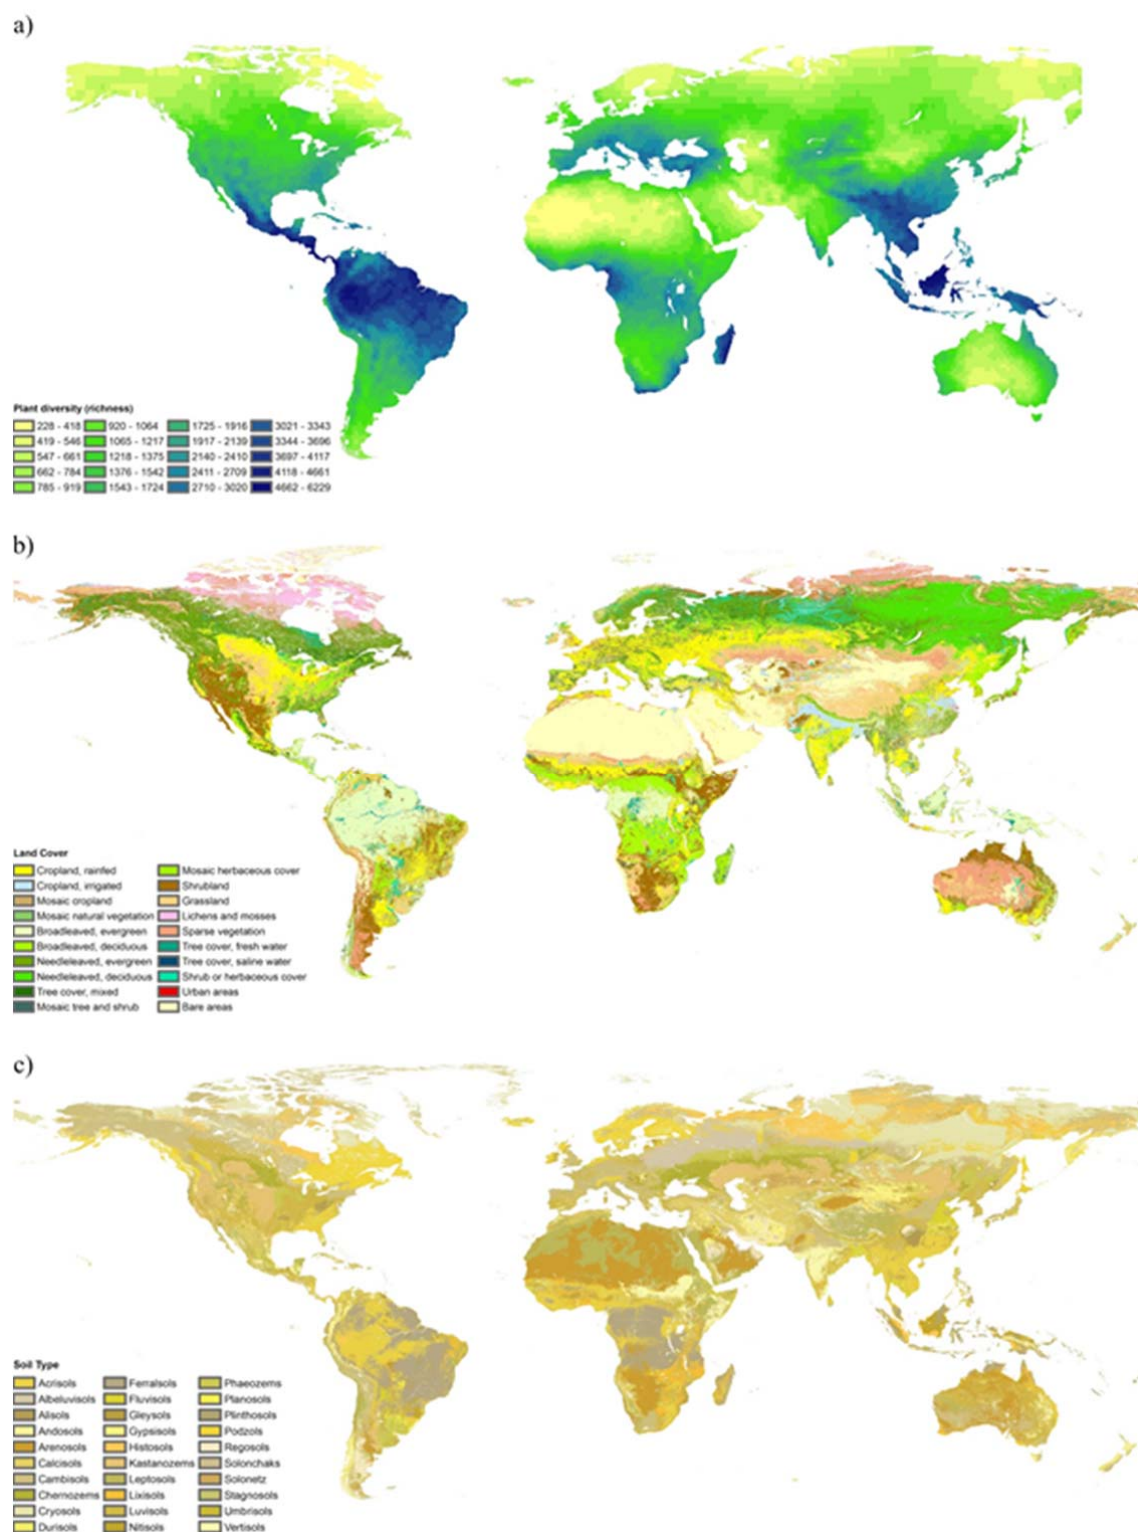 a)
Plant diversity (richness)
228 - 418 920 - 1064 1725 - 1916 3021 - 3343
419 - 546 1065 - 1217 1917 - 2139 3344 - 3696
547 - 661 1218 - 1375 2140 - 2410 3697 - 4117
662 - 784 1376 - 1542 2411 - 2709 4118 - 4661
785 - 919 1543 - 1724 2710 - 3020 4662 - 6229
b)
Land Cover
Cropland, rainfed Mosaic herbaceous cover
Cropland, irrigated Shrubland
Mosaic cropland Grassland
Mosaic natural vegetation Lichens and mosses
Broadleaved, evergreen Sparse vegetation
Broadleaved, deciduous Tree cover, fresh water
Needleleaved, evergreen Tree cover, saline water
Needleleaved, deciduous Shrub or herbaceous cover
Tree cover, mixed Urban areas
Mosaic tree and shrub Bare areas
c)
Soil Type
Acrisols Ferralsols Phaeozems
Albeluvisols Fluvisols Planosols
Alisols Gleysols Plinthosols
Andosols Gypsisols Podzols
Arenosols Histosols Regosols
Calcisols Kastanozems Solonchaks
Cambisols Leptosols Solonetz
Chernozems Lixisols Stagnosols
Cryosols Luvisols Umbrisols
Durisols Nitisols Vertisols